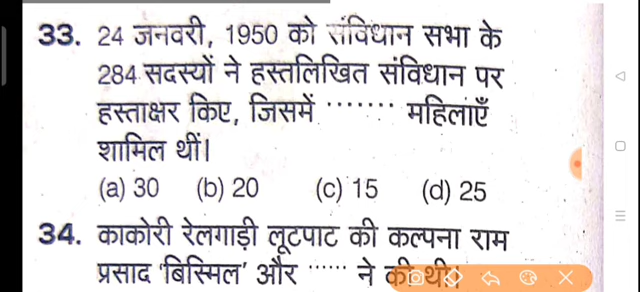 33. 24 जनवरी, 1950 को संविधान सभा के
284 सदस्यों ने हस्तलिखित संविधान पर
हस्ताक्षर किए, जिसमें ······· महिलाएँ
शामिल थीं।
(a) 30 (b) 20 (c) 15 (d) 25
34. काकोरी रेलगाड़ी लूटपाट की कल्पना राम
प्रसाद 'बिस्मिल' और ······ ने की थी।